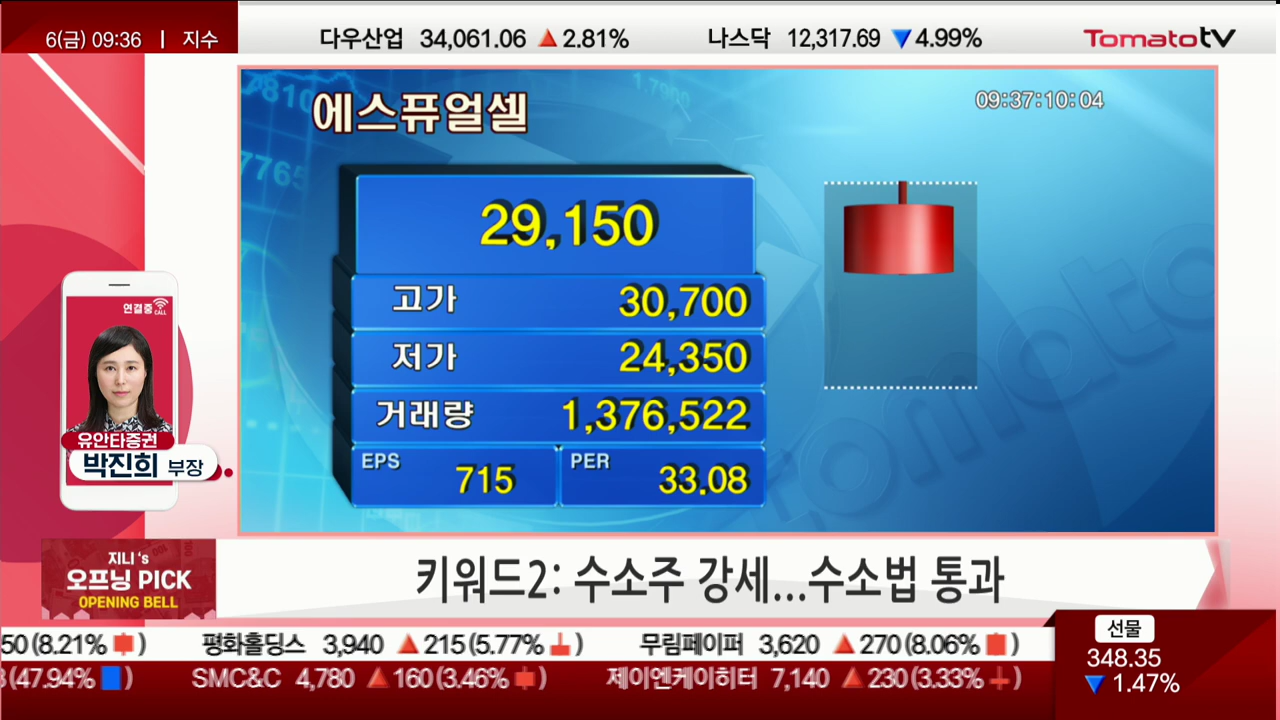 6(금) 09:36 | 지수
다우산업 34,061.06 ▲2.81%
나스닥 12,317.69 ▼4.99%
Tomato tv
에스퓨얼셀
09:37:10:04
29,150
고가 30,700
저가 24,350
거래량 1,376,522
EPS 715
PER 33.08
연결중
CALL
유안타증권
박진희 부장
지니's
오프닝 PICK
OPENING BELL
키워드2: 수소주 강세...수소법 통과
50(8.21%) 평화홀딩스 3,940 ▲215(5.77%) 무림페이퍼 3,620 ▲270(8.06%)
(47.94%) SMC&C 4,780 ▲160(3.46%) 제이엔케이히터 7,140 ▲230(3.33%)
선물
348.35
▼1.47%
tomato